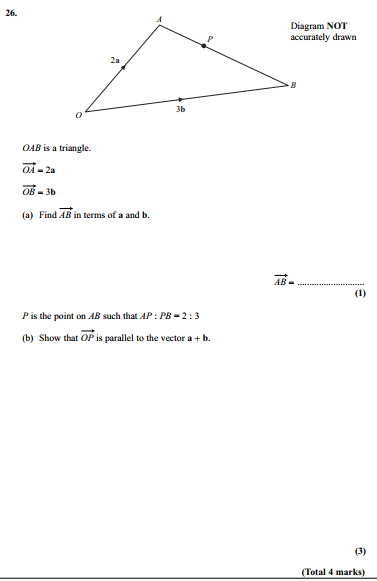 26.
A
Diagram NOT
accurately drawn
P
2a
B
3b
O
OAB is a triangle.
OA = 2a
OB = 3b
(a) Find AB in terms of a and b.
AB = ..............................
(1)
P is the point on AB such that AP : PB = 2 : 3
(b) Show that OP is parallel to the vector a + b.
(3)
(Total 4 marks)